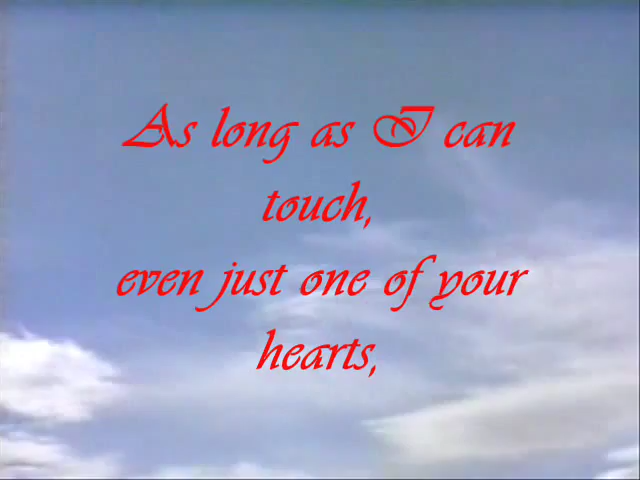 As long as I can
touch,
even just one of your
hearts,